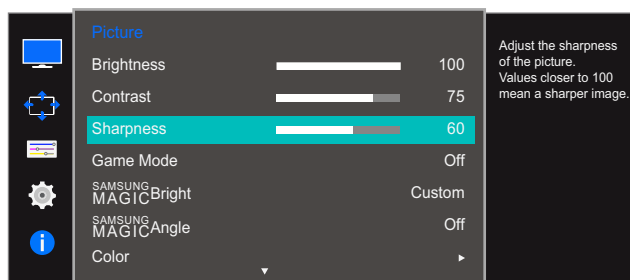 Picture
Brightness 100
Contrast 75
Sharpness 60
Game Mode Off
SAMSUNG
MAGICBright Custom
SAMSUNG
MAGICAngle Off
Color
Adjust the sharpness
of the picture.
Values closer to 100
mean a sharper image.
i